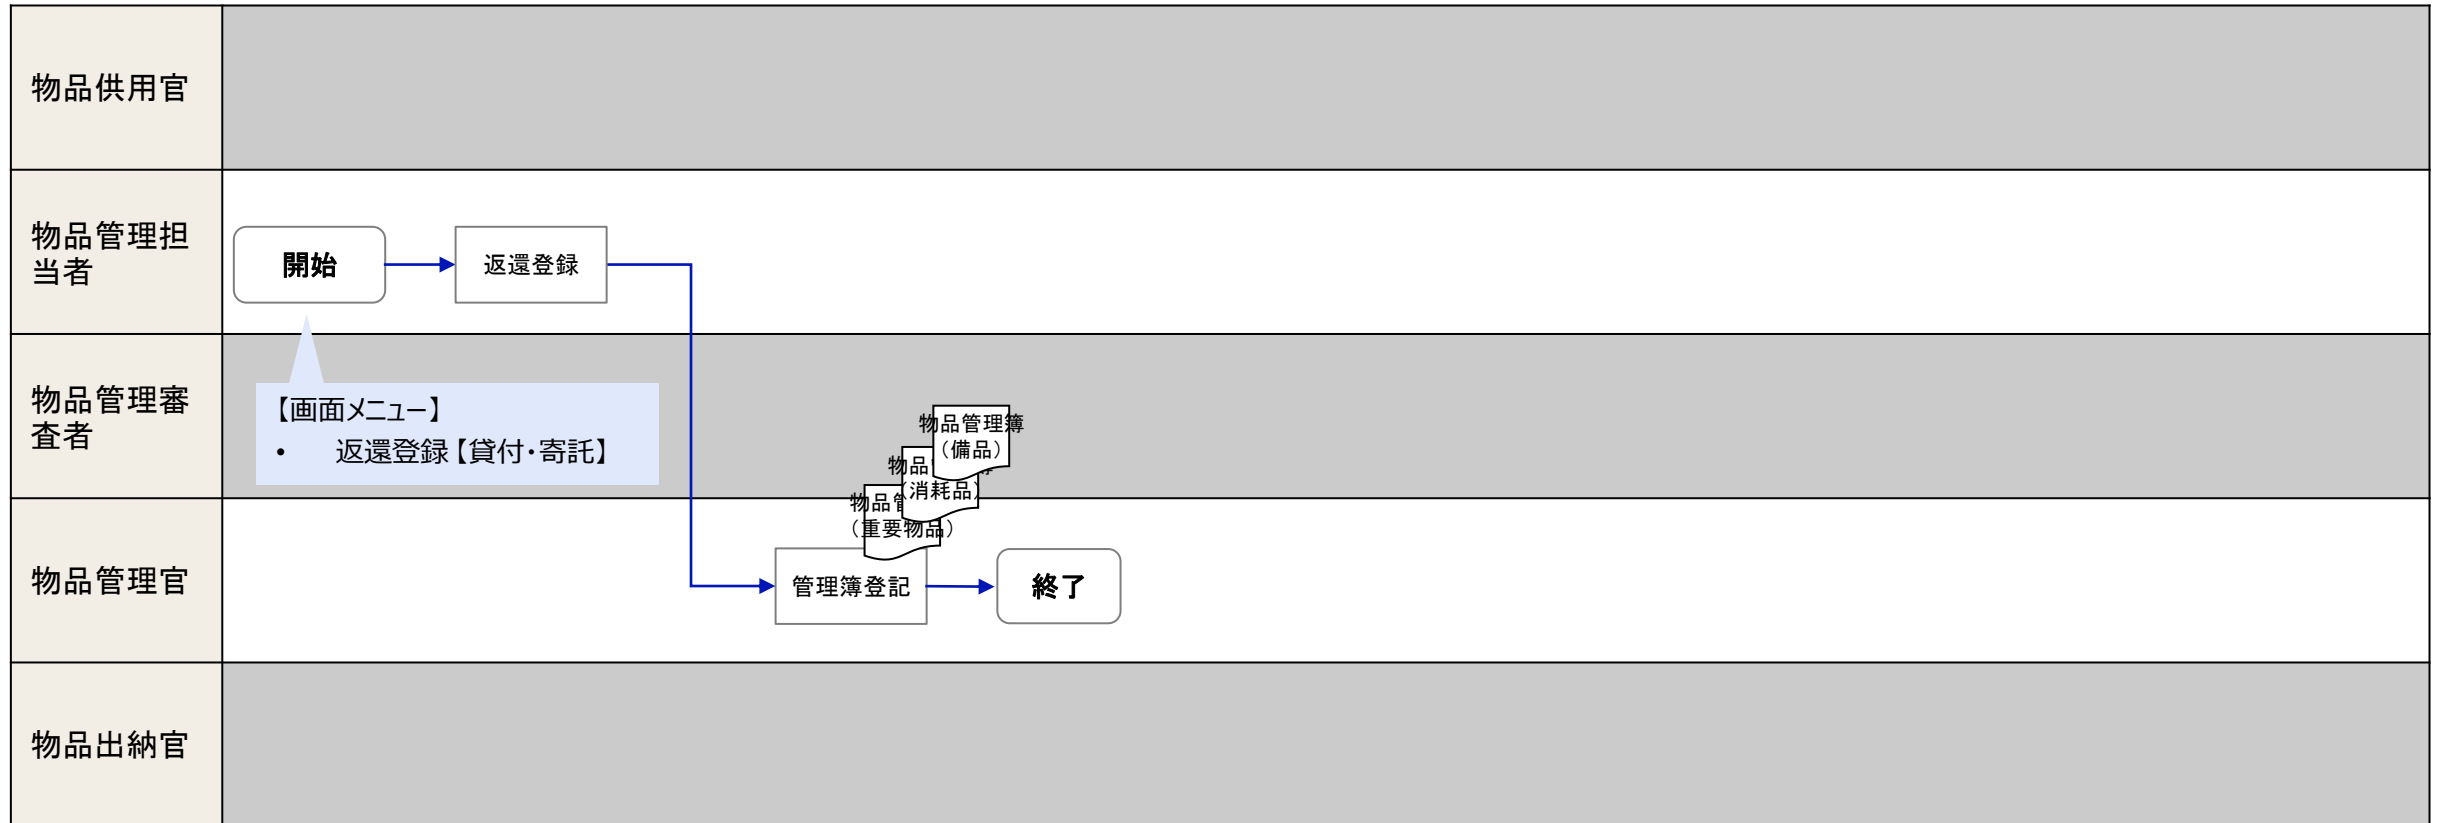 物品供用官
物品管理担
当者
開始
返還登録
物品管理審
査者
【画面メニュー】
• 返還登録【貸付・寄託】
物品管理簿
（備品）
物品
（消耗品）
物品管
（重要物品）
物品管理官
管理簿登記
終了
物品出納官